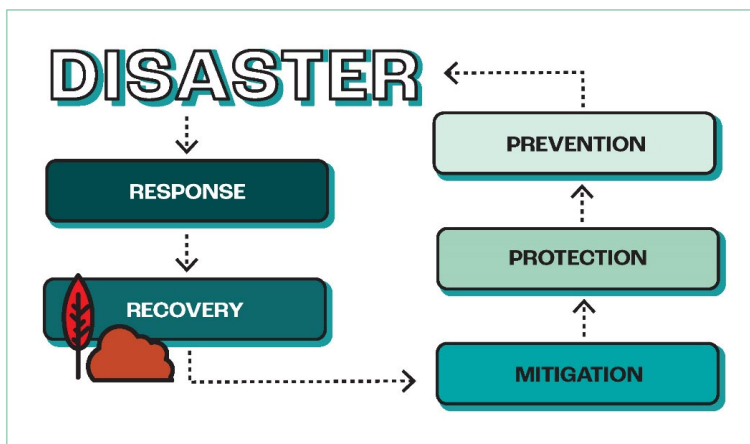 DISASTER
RESPONSE
RECOVERY
MITIGATION
PROTECTION
PREVENTION